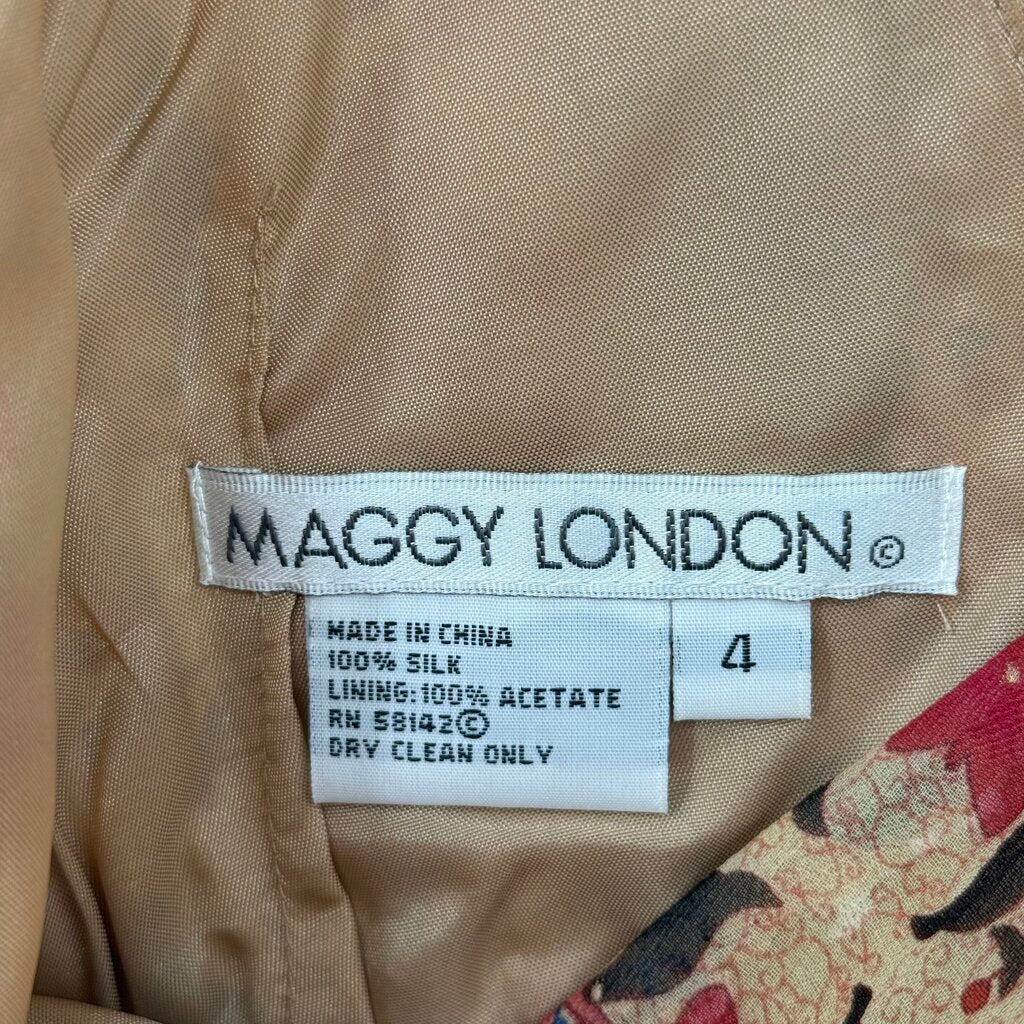 MAGGY LONDON ©
MADE IN CHINA
100% SILK
LINING: 100% ACETATE
RN 58142©
DRY CLEAN ONLY
4